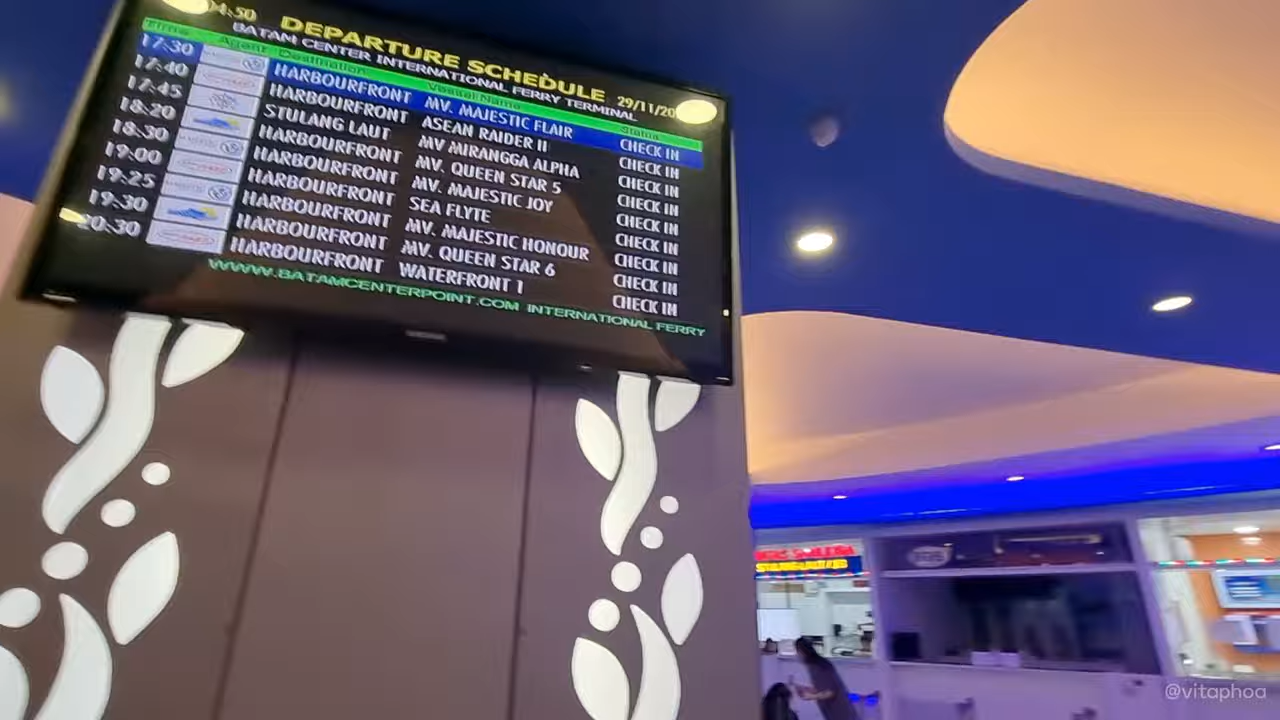 DEPARTURE SCHEDULE
BATAM CENTER INTERNATIONAL FERRY TERMINAL 29/11/20
Time Agent Destination Vessel Name Status
17:30 HARBOURFRONT MV. MAJESTIC FLAIR CHECK IN
17:40 HARBOURFRONT ASEAN RAIDER II CHECK IN
17:45 STULANG LAUT MV MIRANGGA ALPHA CHECK IN
18:20 HARBOURFRONT MV. QUEEN STAR 5 CHECK IN
18:30 HARBOURFRONT MV. MAJESTIC JOY CHECK IN
19.00 HARBOURFRONT SEA FLYTE CHECK IN
19.25 HARBOURFRONT MV. MAJESTIC HONOUR CHECK IN
19:30 HARBOURFRONT MV. QUEEN STAR 6 CHECK IN
20:30 HARBOURFRONT WATERFRONT 1 CHECK IN
WWW.BATAMCENTERPOINT.COM INTERNATIONAL FERRY
@vitaphoa